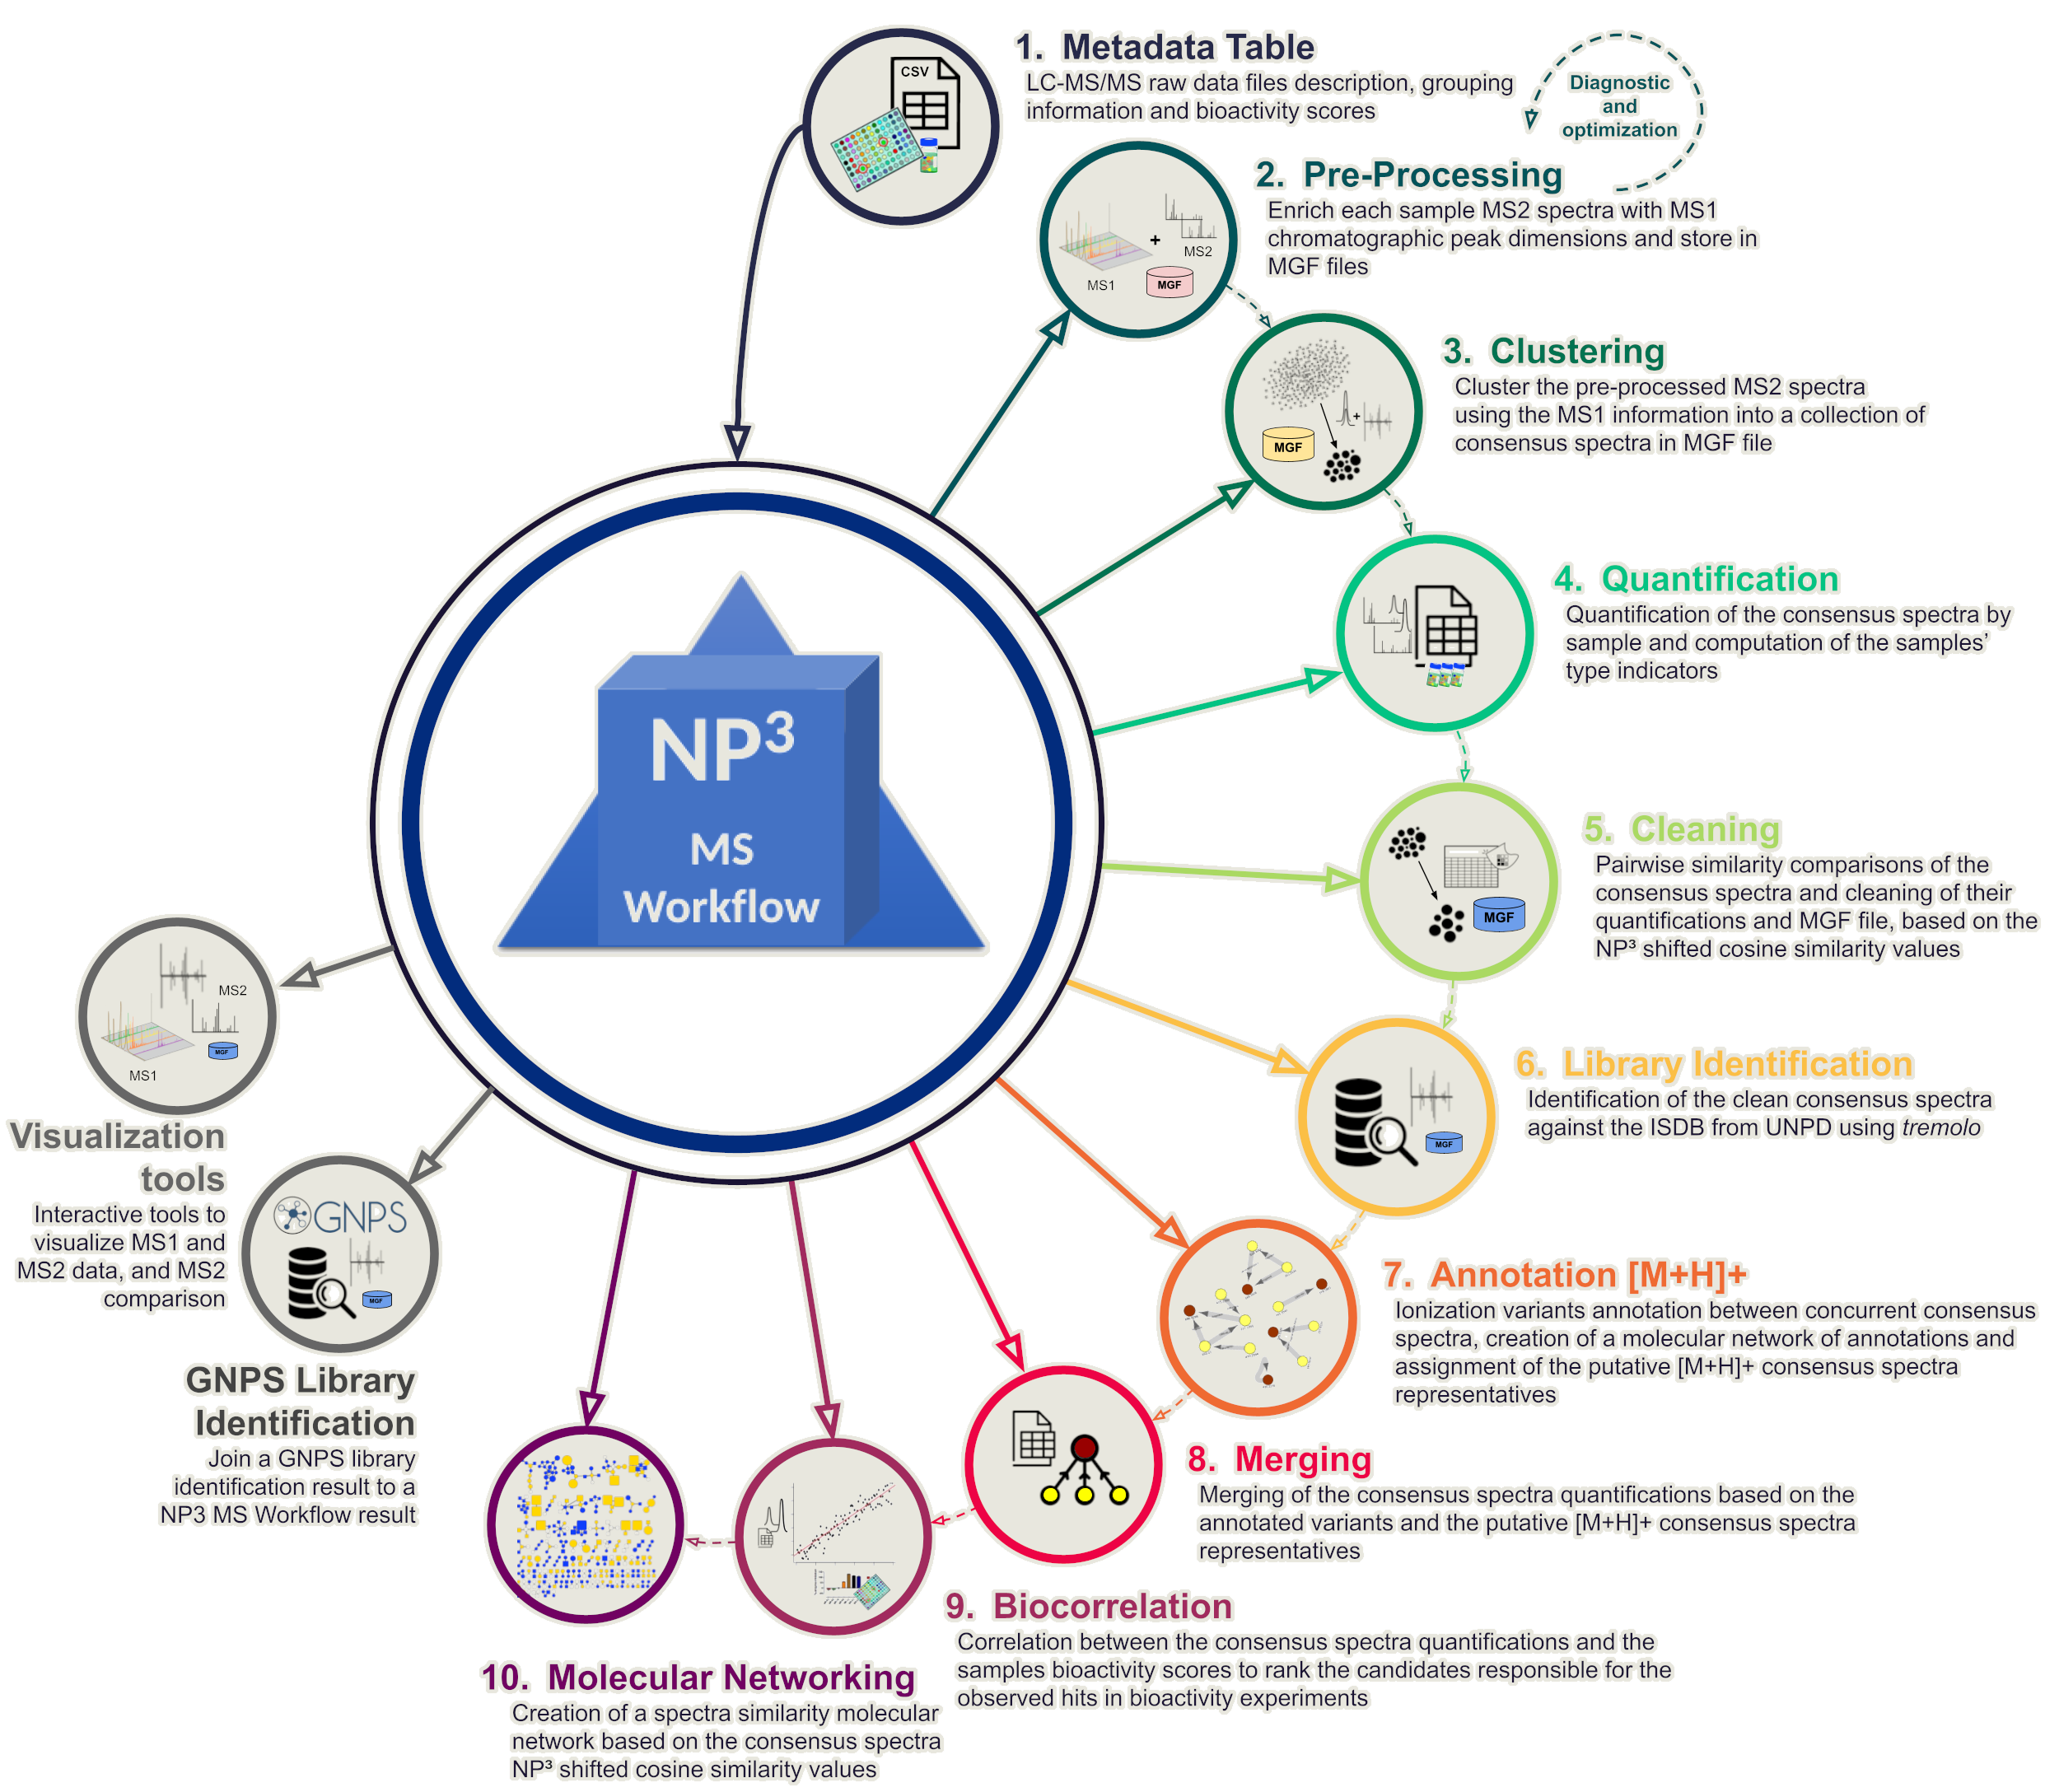 CSV
1. Metadata Table
LC-MS/MS raw data files description, grouping
information and bioactivity scores
Diagnostic
and
optimization
2. Pre-Processing
Enrich each sample MS2 spectra with MS1
chromatographic peak dimensions and store in
MGF files
+
MS2
MS1
MGF
3. Clustering
Cluster the pre-processed MS2 spectra
using the MS1 information into a collection of
consensus spectra in MGF file
+
MGF
4. Quantification
Quantification of the consensus spectra by
sample and computation of the samples’
type indicators
NP³
MS
Workflow
5. Cleaning
Pairwise similarity comparisons of the
consensus spectra and cleaning of their
quantifications and MGF file, based on the
NP³ shifted cosine similarity values
MGF
6. Library Identification
Identification of the clean consensus spectra
against the ISDB from UNPD using tremolo
MGF
7. Annotation [M+H]+
Ionization variants annotation between concurrent consensus
spectra, creation of a molecular network of annotations and
assignment of the putative [M+H]+ consensus spectra
representatives
8. Merging
Merging of the consensus spectra quantifications based on the
annotated variants and the putative [M+H]+ consensus spectra
representatives
9. Biocorrelation
Correlation between the consensus spectra quantifications and the
samples bioactivity scores to rank the candidates responsible for the
observed hits in bioactivity experiments
10. Molecular Networking
Creation of a spectra similarity molecular
network based on the consensus spectra
NP³ shifted cosine similarity values
MS2
MGF
MS1
Visualization
tools
Interactive tools to
visualize MS1 and
MS2 data, and MS2
comparison
GNPS
MGF
GNPS Library
Identification
Join a GNPS library
identification result to a
NP3 MS Workflow result